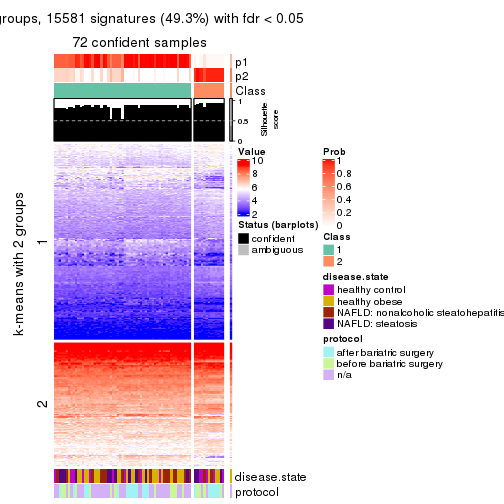 groups, 15581 signatures (49.3%) with fdr < 0.05
72 confident samples
p1
p2
Class
1
0.5
0
Silhouette
score
k-means with 2 groups
1
2
Value
10
8
6
4
2
Status (barplots)
confident
ambiguous
Prob
1
0.8
0.6
0.4
0.2
0
Class
1
2
disease.state
healthy control
healthy obese
NAFLD: nonalcoholic steatohepatitis
NAFLD: steatosis
protocol
after bariatric surgery
before bariatric surgery
n/a
disease.state
protocol